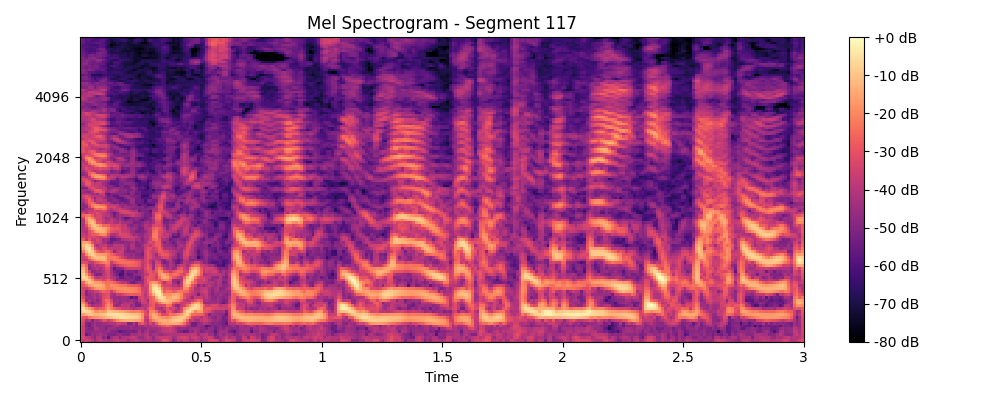 Mel Spectrogram - Segment 117
Frequency
4096
2048
1024
512
0
0
0.5
1
1.5
2
2.5
3
Time
+0 dB
-10 dB
-20 dB
-30 dB
-40 dB
-50 dB
-60 dB
-70 dB
-80 dB